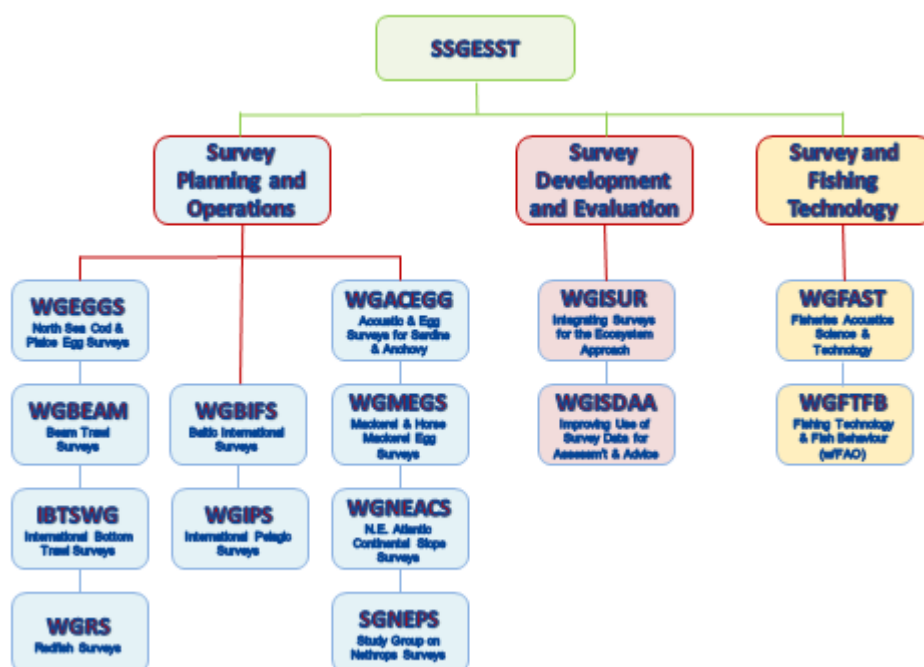 SSGESST
Survey
Planning and
Operations
Survey
Development
and Evaluation
Survey and
Fishing
Technology
WGEGGS
North Sea Cod &
Plaice Egg Surveys
WGACEGG
Acoustic & Egg
Surveys for Sardine
& Anchovy
WGISUR
Integrating Surveys
for the Ecosystem
Approach
WGFAST
Fisheries Acoustics
Science &
Technology
WGBEAM
Beam Trawl
Surveys
WGBIFS
Baltic International
Surveys
WGMEGS
Mackerel & Horse
Mackerel Egg
Surveys
WGISDAA
Improving Use of
Survey Data for
Assessm't & Advice
WGFTFB
Fishing Technology
& Fish Behaviour
(w/FAO)
IBTSWG
International Bottom
Trawl Surveys
WGIPS
International Pelagic
Surveys
WGNEACS
N.E. Atlantic
Continental Slope
Surveys
WGRS
Redfish Surveys
SGNEPS
Study Group on
Nethrops Surveys